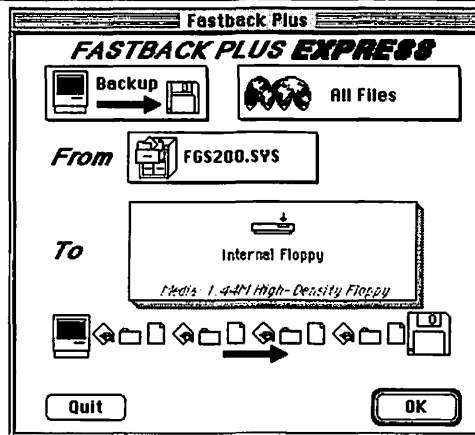 Fastback Plus
FASTBACK PLUS EXPRESS
Backup
All Files
From
FGS200.SYS
To
Internal Floppy
Media: 1.44M High-Density Floppy
Quit
OK